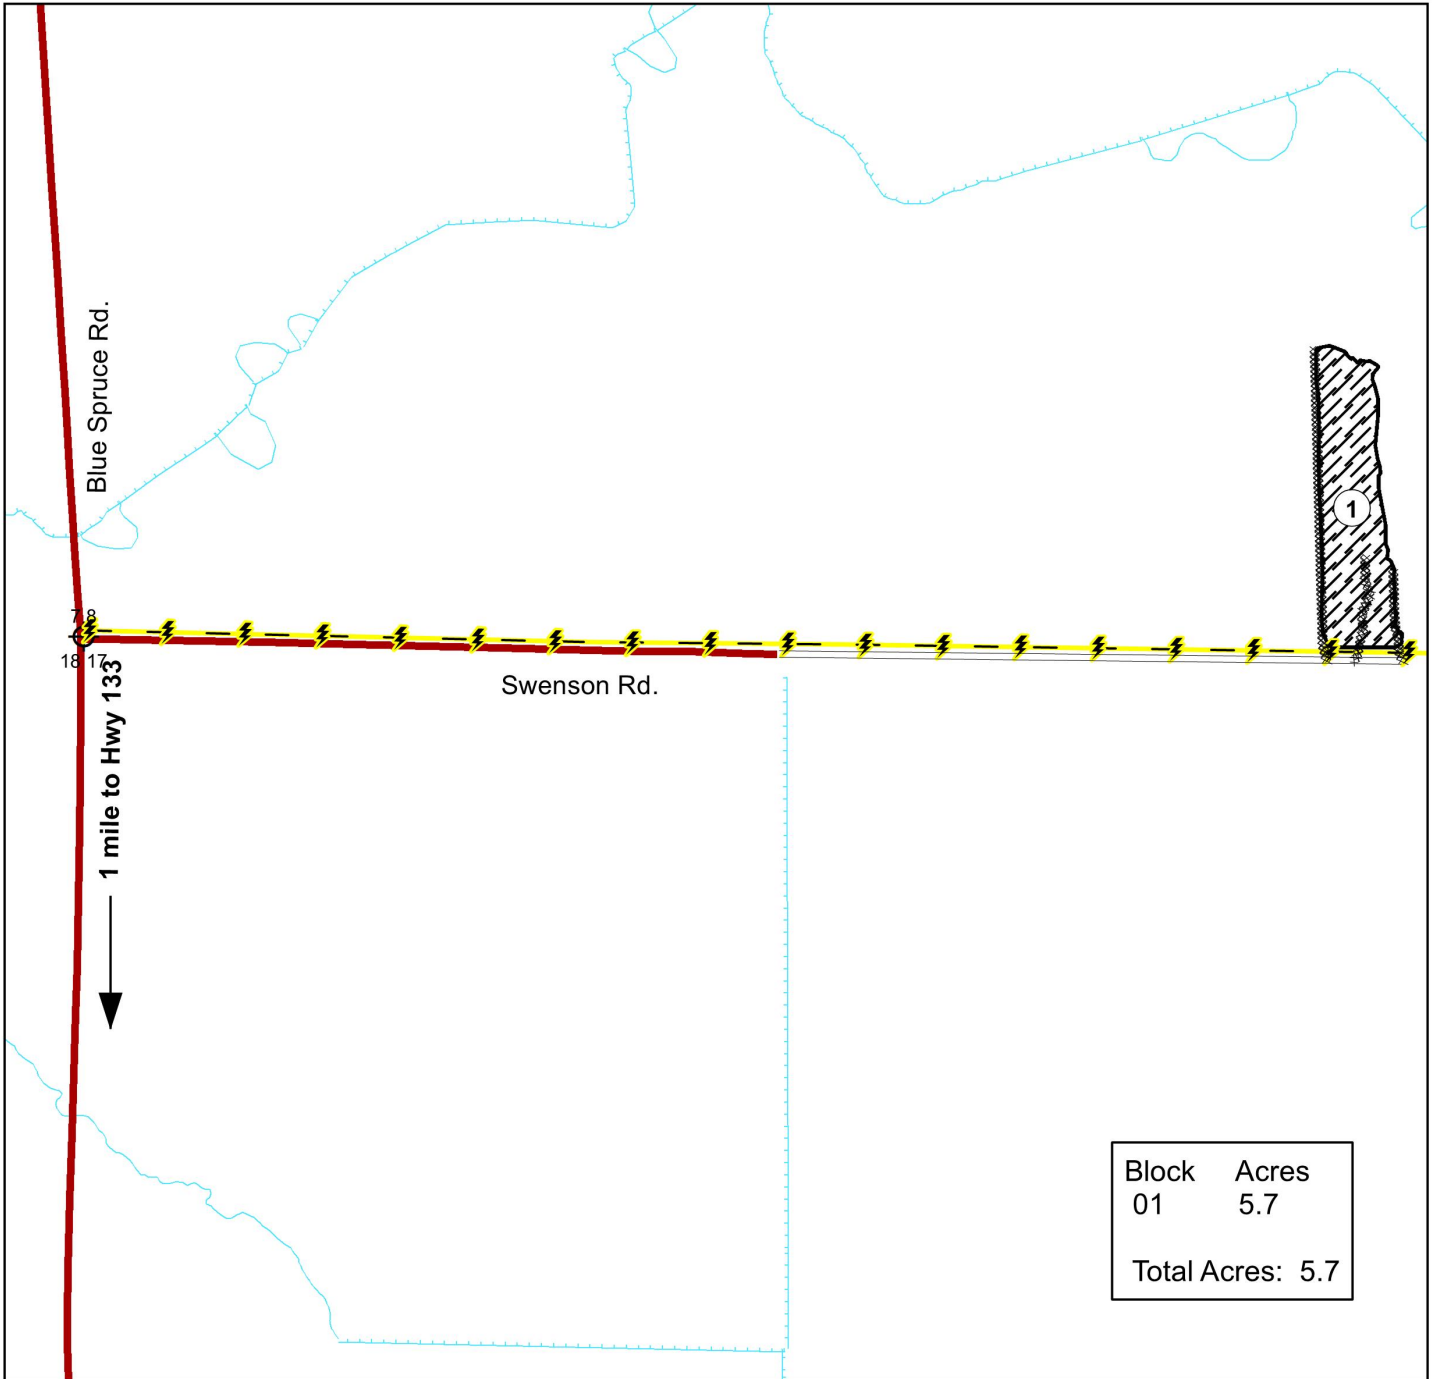 Blue Spruce Rd.
1
7 8
18 17
Swenson Rd.
1 mile to Hwy 133
Block Acres
01 5.7
Total Acres: 5.7